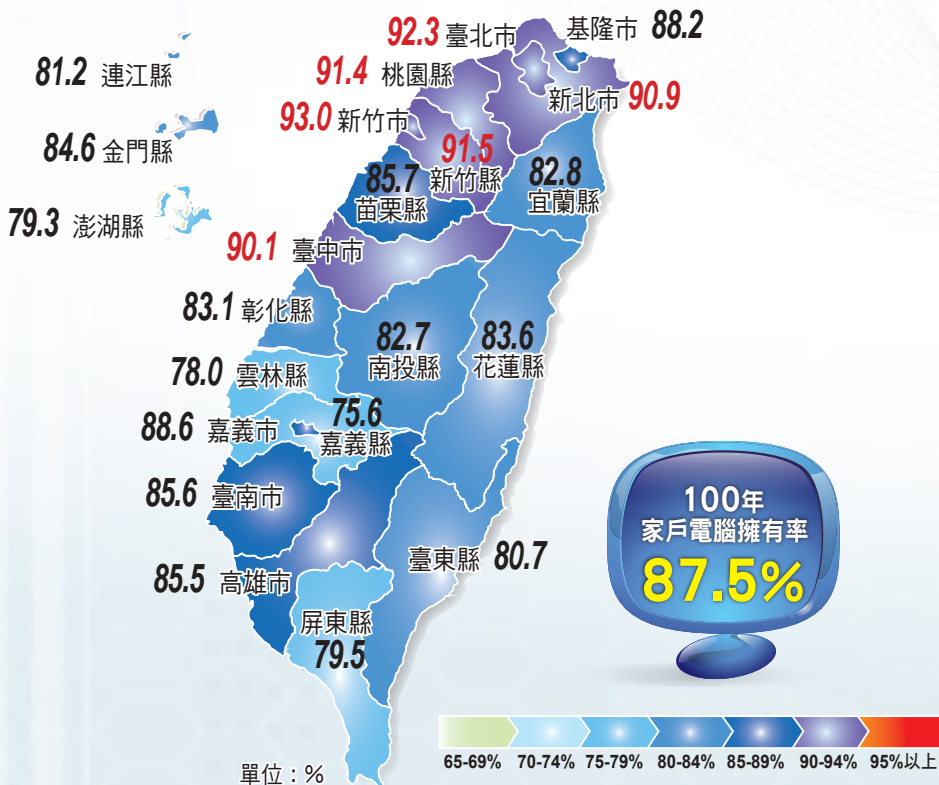 92.3 臺北市
基隆市 88.2
81.2 連江縣
91.4 桃園縣
新北市 90.9
93.0 新竹市
84.6 金門縣
91.5
新竹縣
85.7
苗栗縣
82.8
宜蘭縣
79.3 澎湖縣
90.1 臺中市
83.1 彰化縣
82.7
南投縣
83.6
花蓮縣
78.0 雲林縣
88.6 嘉義市
75.6
嘉義縣
85.6 臺南市
100年
家戶電腦擁有率
87.5%
臺東縣 80.7
85.5 高雄市
屏東縣
79.5
65-69% 70-74% 75-79% 80-84% 85-89% 90-94% 95%以上
單位：%